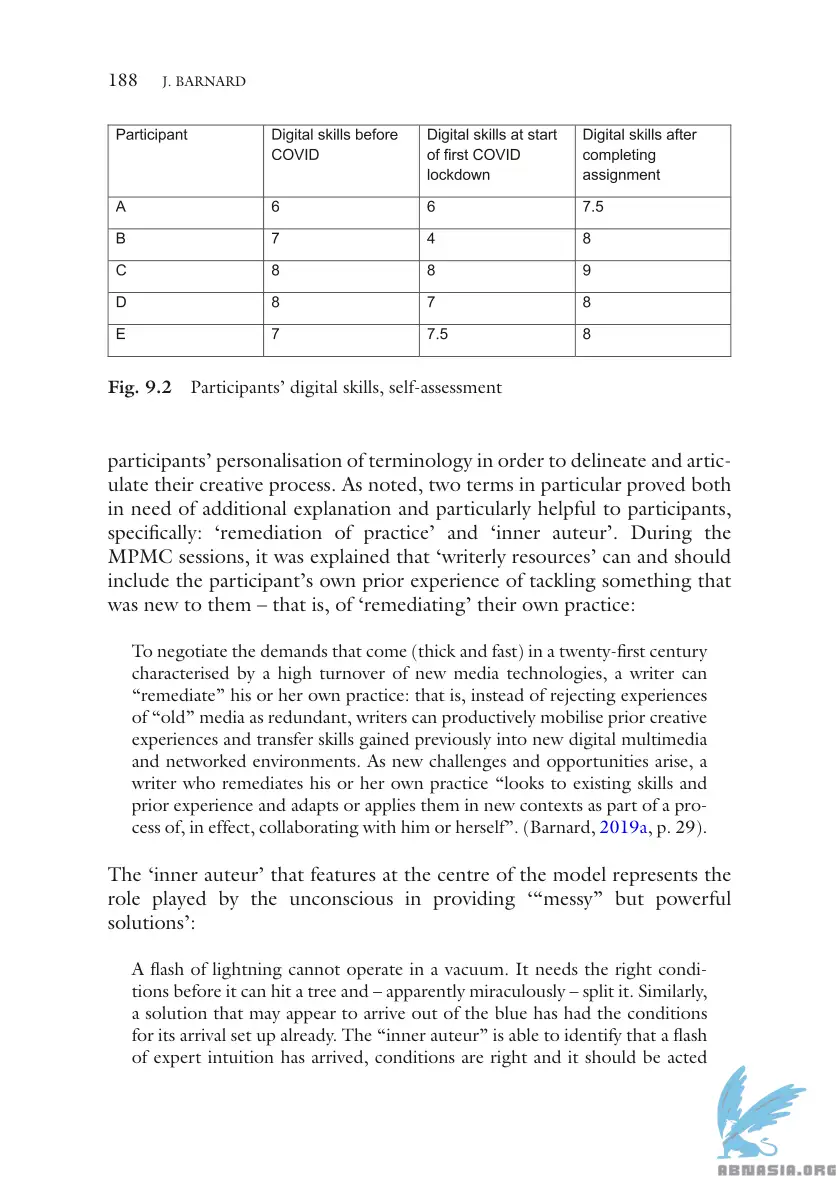 188 J. BARNARD
Participant
Digital skills before
COVID
Digital skills at start
of first COVID
lockdown
Digital skills after
completing
assignment
A 6 6 7.5
B 7 4 8
C 8 8 9
D 8 7 8
E 7 7.5 8
Fig. 9.2 Participants’ digital skills, self-assessment
participants’ personalisation of terminology in order to delineate and artic-
ulate their creative process. As noted, two terms in particular proved both
in need of additional explanation and particularly helpful to participants,
specifically: ‘remediation of practice’ and ‘inner auteur’. During the
MPMC sessions, it was explained that ‘writerly resources’ can and should
include the participant’s own prior experience of tackling something that
was new to them – that is, of ‘remediating’ their own practice:
To negotiate the demands that come (thick and fast) in a twenty-first century
characterised by a high turnover of new media technologies, a writer can
“remediate” his or her own practice: that is, instead of rejecting experiences
of “old” media as redundant, writers can productively mobilise prior creative
experiences and transfer skills gained previously into new digital multimedia
and networked environments. As new challenges and opportunities arise, a
writer who remediates his or her own practice “looks to existing skills and
prior experience and adapts or applies them in new contexts as part of a pro-
cess of, in effect, collaborating with him or herself”. (Barnard, 2019a, p. 29).
The ‘inner auteur’ that features at the centre of the model represents the
role played by the unconscious in providing ‘“messy” but powerful
solutions’:
A flash of lightning cannot operate in a vacuum. It needs the right condi-
tions before it can hit a tree and – apparently miraculously – split it. Similarly,
a solution that may appear to arrive out of the blue has had the conditions
for its arrival set up already. The “inner auteur” is able to identify that a flash
of expert intuition has arrived, conditions are right and it should be acted
ABNASIA.ORG